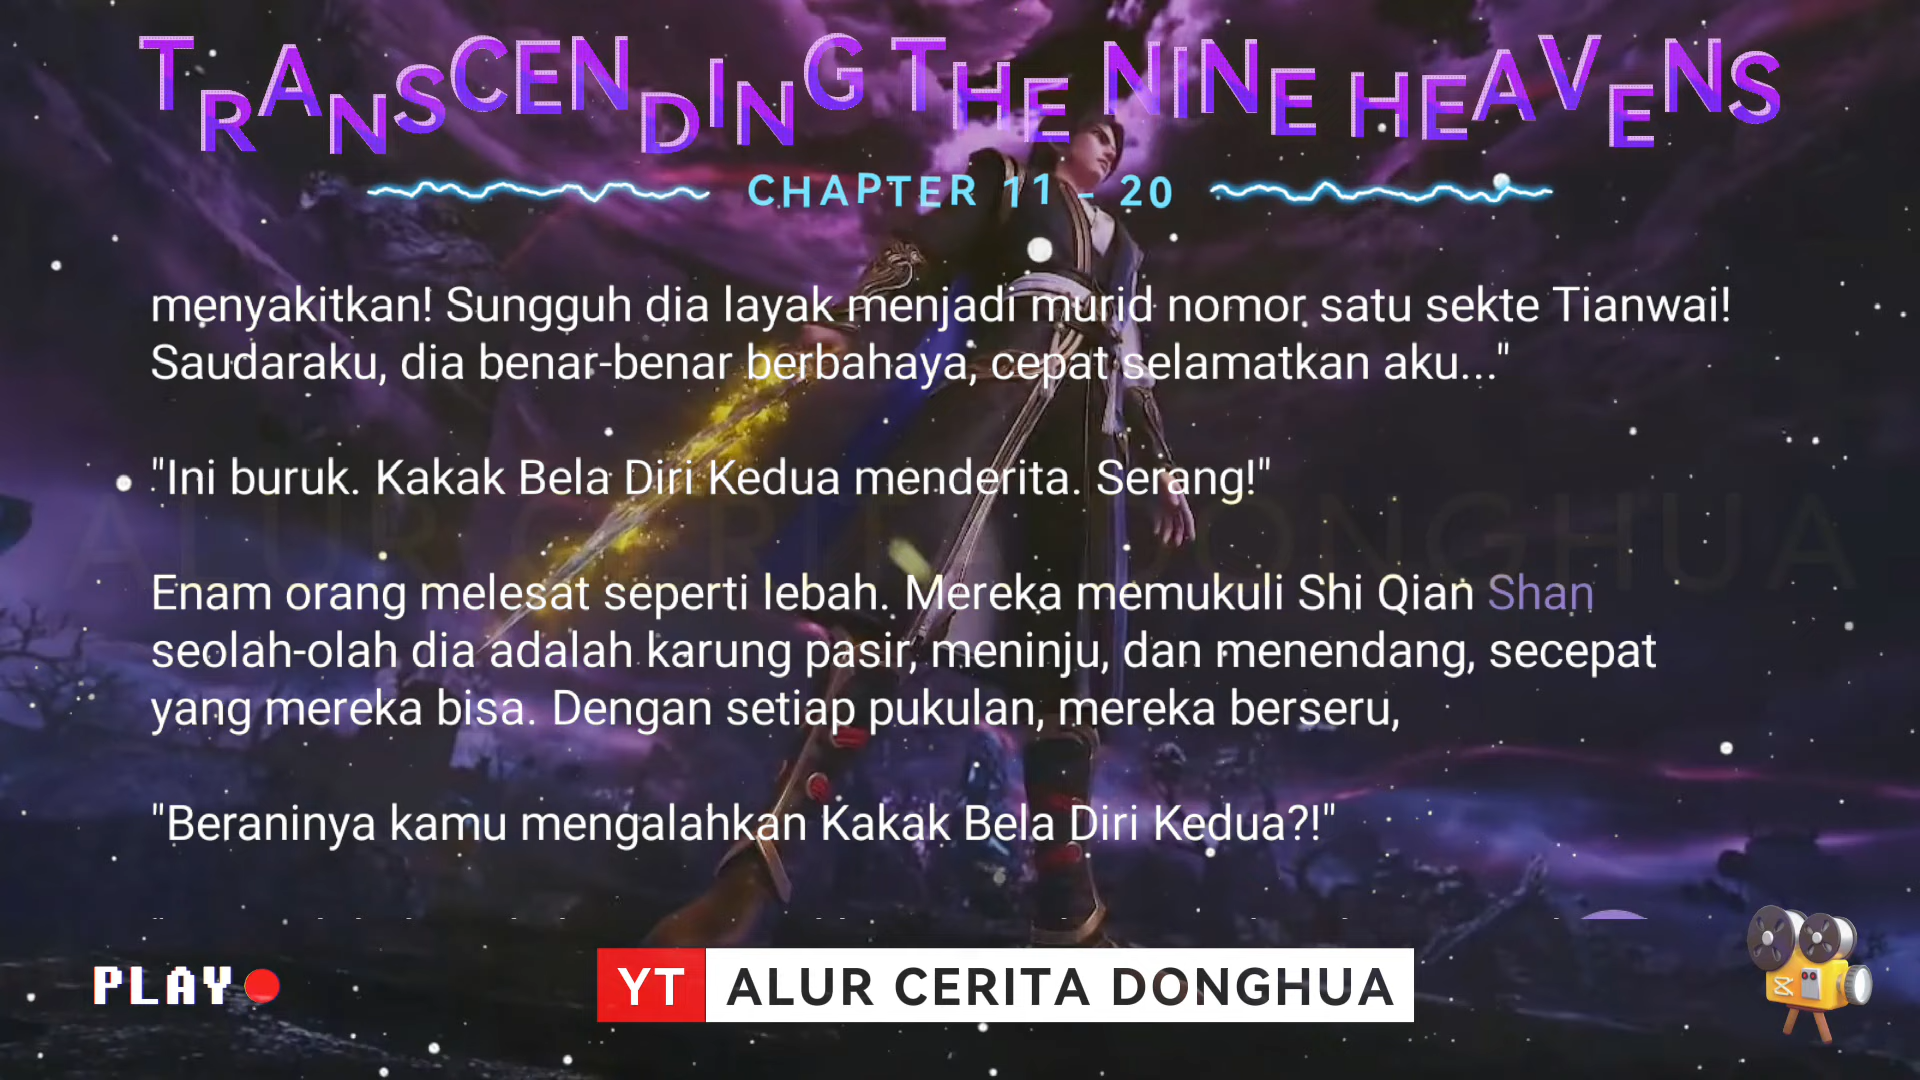 TRANSCENDING THE NINE HEAVENS
CHAPTER 11 - 20
menyakitkan! Sungguh dia layak menjadi murid nomor satu sekte Tianwai!
Saudaraku, dia benar-benar berbahaya, cepat selamatkan aku..."
"Ini buruk. Kakak Bela Diri Kedua menderita. Serang!"
ALUR CERITA DONGHUA
Enam orang melesat seperti lebah. Mereka memukuli Shi Qian Shan
seolah-olah dia adalah karung pasir, meninju, dan menendang, secepat
yang mereka bisa. Dengan setiap pukulan, mereka berseru,
"Beraninya kamu mengalahkan Kakak Bela Diri Kedua?!"
PLAY
YT ALUR CERITA DONGHUA